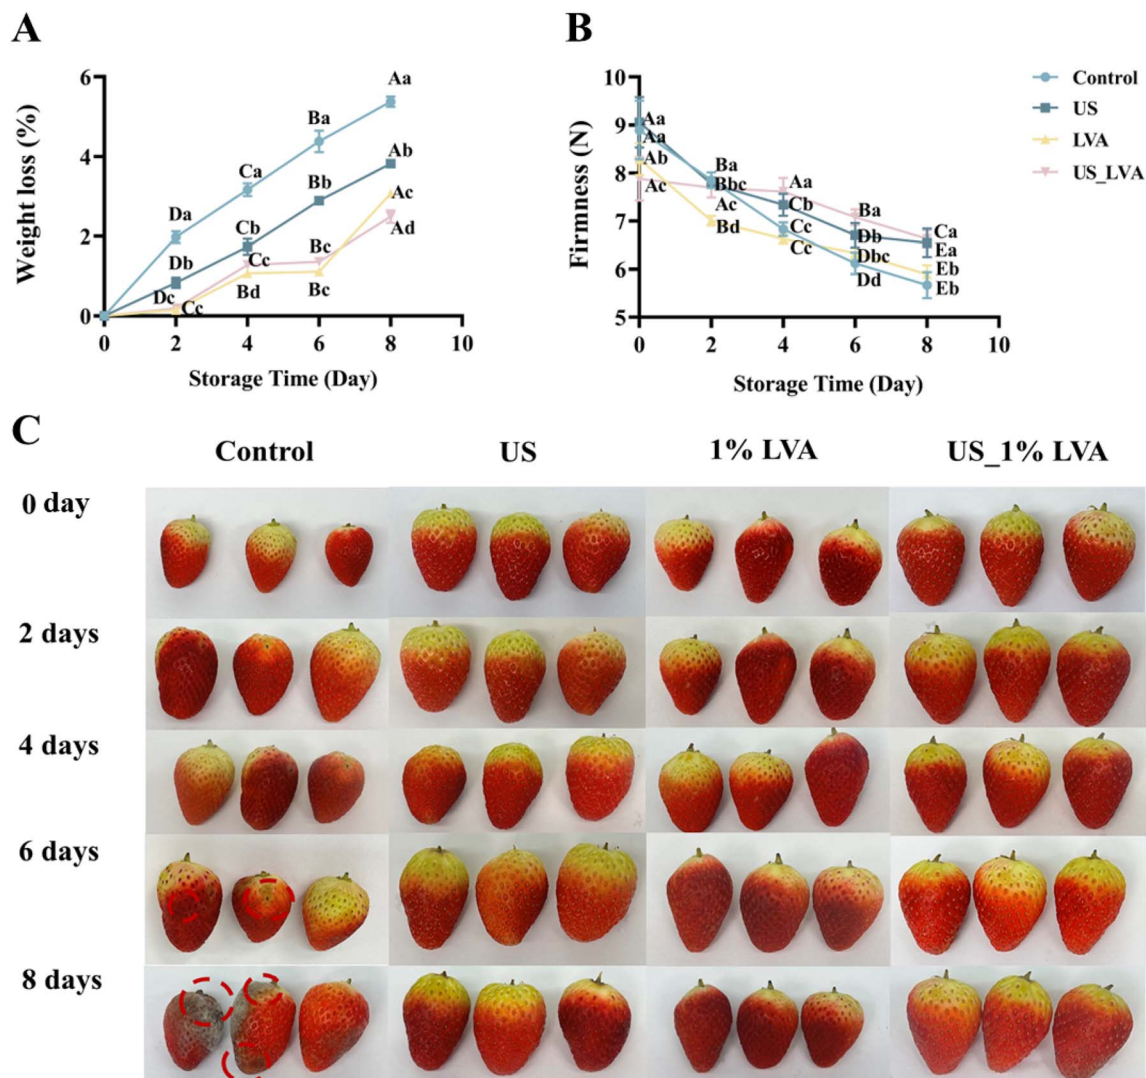 A
Weight loss (%)
6
4
2
0
Aa
Ba
Ca
Da
Ab
Bb
Cb
Db
Ac
Ad
Bc
Cc
Dc
Cc
Bd
Bc
0 2 4 6 8 10
Storage Time (Day)
B
Firmness (N)
10
9
8
7
6
5
Aa
Aa
Ab
Ac
Ba
Bbc
Ac
Bd
Aa
Cb
Cc
Cc
Ba
Db
Dbc
Dd
Ca
Ea
Eb
Eb
0 2 4 6 8 10
Storage Time (Day)
Control
US
LVA
US_LVA
C
Control US 1% LVA US_1% LVA
0 day
2 days
4 days
6 days
8 days